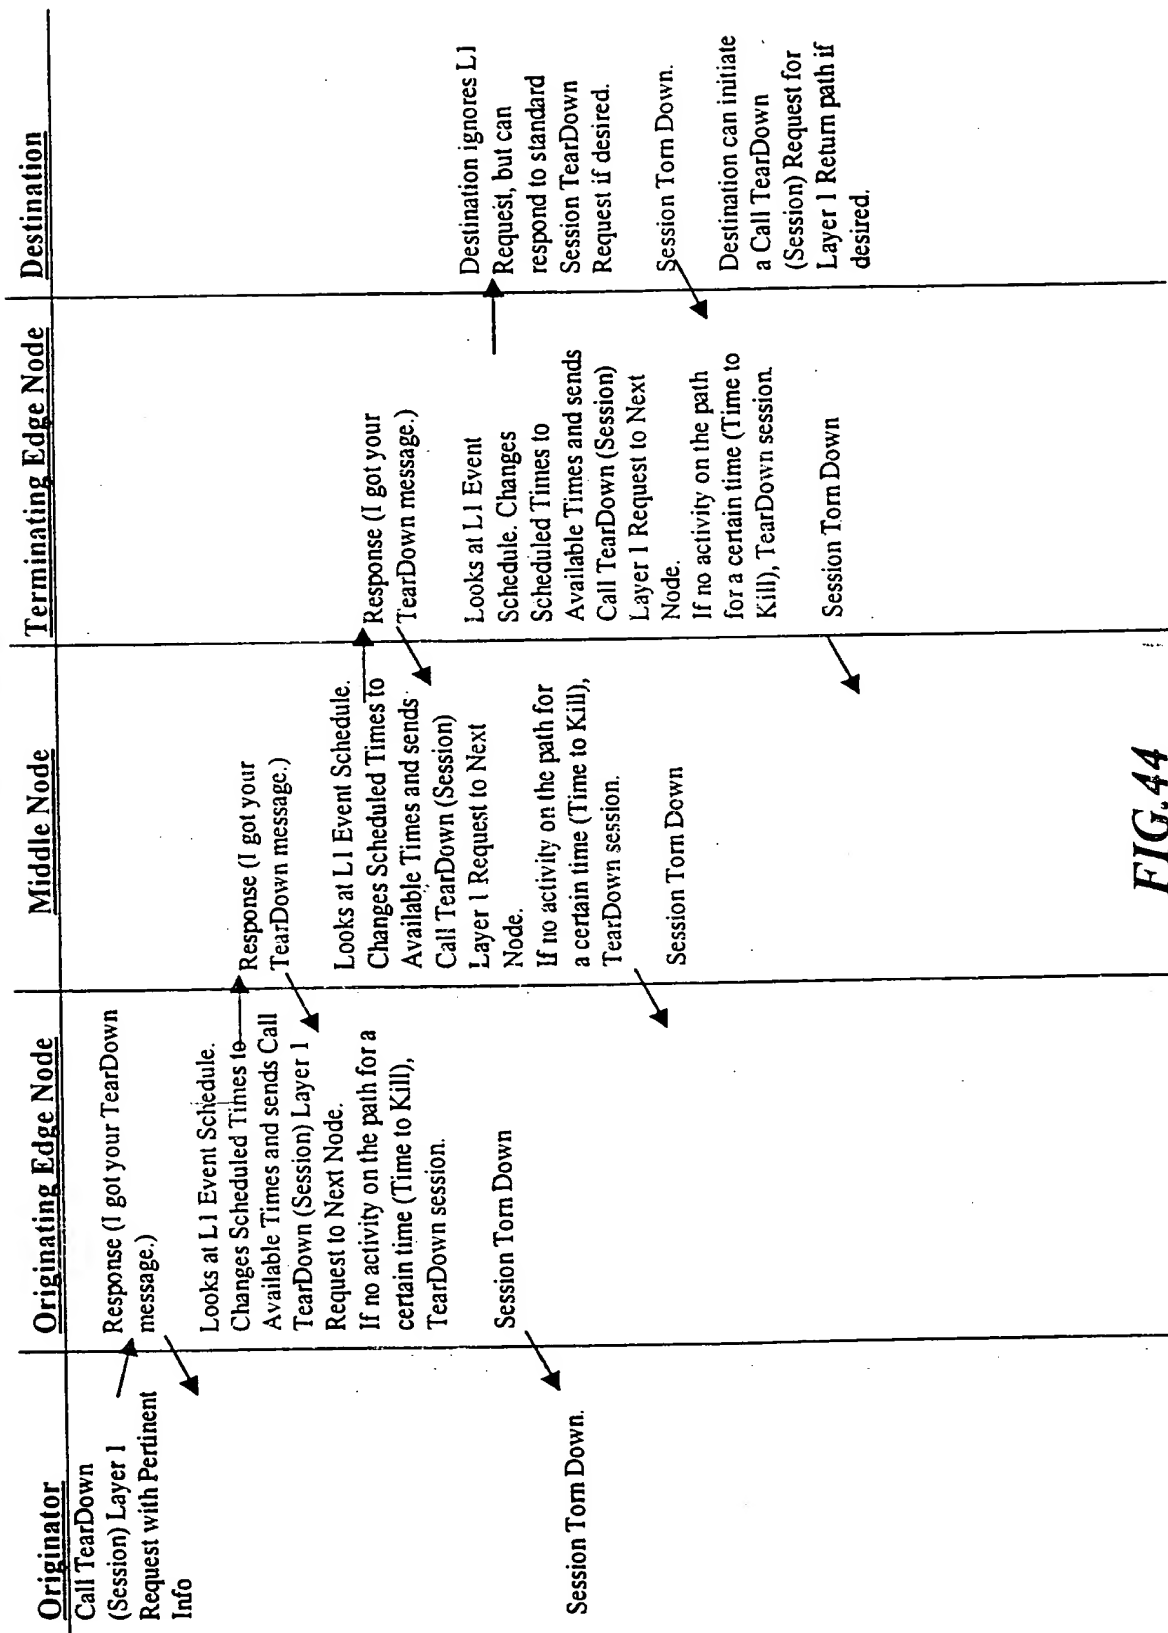 Originator
Call TearDown
(Session) Layer 1
Request with Pertinent
Info
Session Torn Down.
Originating Edge Node
Response (I got your TearDown
message.)
Looks at L1 Event Schedule.
Changes Scheduled Times to
Available Times and sends Call
TearDown (Session) Layer 1
Request to Next Node.
If no activity on the path for a
certain time (Time to Kill),
TearDown session.
Session Torn Down
Middle Node
Response (I got your
TearDown message.)
Looks at L1 Event Schedule.
Changes Scheduled Times to
Available Times and sends
Call TearDown (Session)
Layer 1 Request to Next
Node.
If no activity on the path for
a certain time (Time to Kill),
TearDown session.
Session Torn Down
Terminating Edge Node
Response (I got your
TearDown message.)
Looks at L1 Event
Schedule. Changes
Scheduled Times to
Available Times and sends
Call TearDown (Session)
Layer 1 Request to Next
Node.
If no activity on the path
for a certain time (Time to
Kill), TearDown session.
Session Torn Down
Destination
Destination ignores L1
Request, but can
respond to standard
Session TearDown
Request if desired.
Session Torn Down.
Destination can initiate
a Call TearDown
(Session) Request for
Layer 1 Return path if
desired.
FIG.44